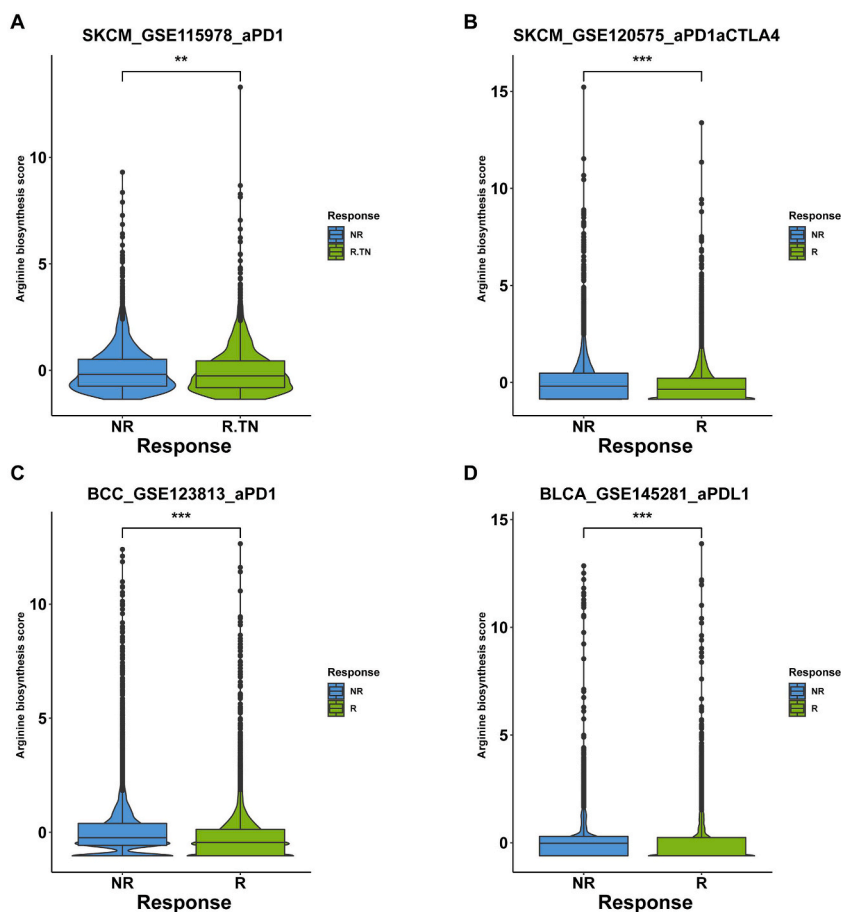 A
SKCM_GSE115978_aPD1
**
Arginine biosynthesis score
10
5
0
NR
R.TN
Response
Response
NR
R.TN
B
SKCM_GSE120575_aPD1aCTLA4
***
Arginine biosynthesis score
15
10
5
0
NR
R
Response
Response
NR
R
C
BCC_GSE123813_aPD1
***
Arginine biosynthesis score
10
5
0
NR
R
Response
Response
NR
R
D
BLCA_GSE145281_aPDL1
***
Arginine biosynthesis score
15
10
5
0
NR
R
Response
Response
NR
R